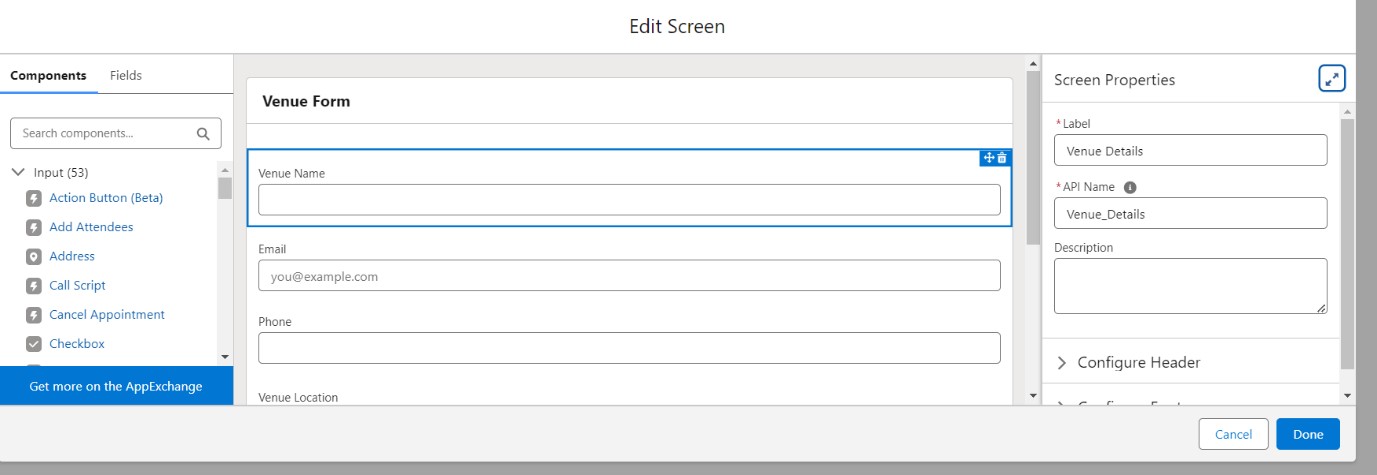 Edit Screen
Components Fields
Search components...
Input (53)
Action Button (Beta)
Add Attendees
Address
Call Script
Cancel Appointment
Checkbox
Get more on the AppExchange
Venue Form
Venue Name
Email
you@example.com
Phone
Venue Location
Screen Properties
*Label
Venue Details
*API Name
Venue_Details
Description
Configure Header
Cancel Done